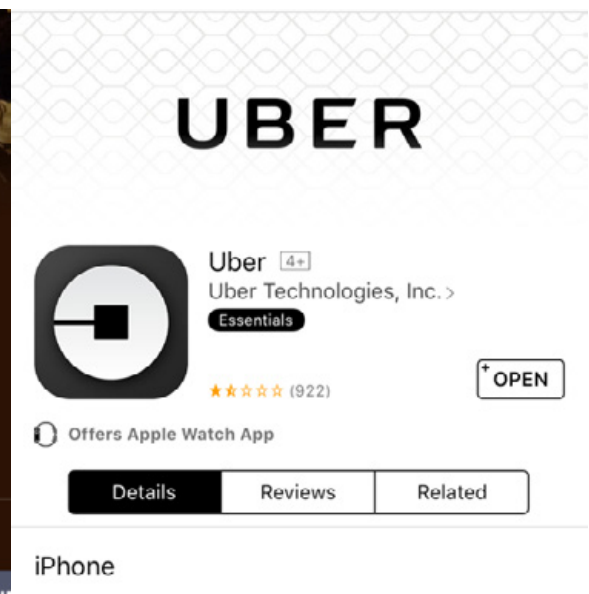 UBER
Uber 4+
Uber Technologies, Inc. >
Essentials
(922)
+ OPEN
Offers Apple Watch App
Details Reviews Related
iPhone